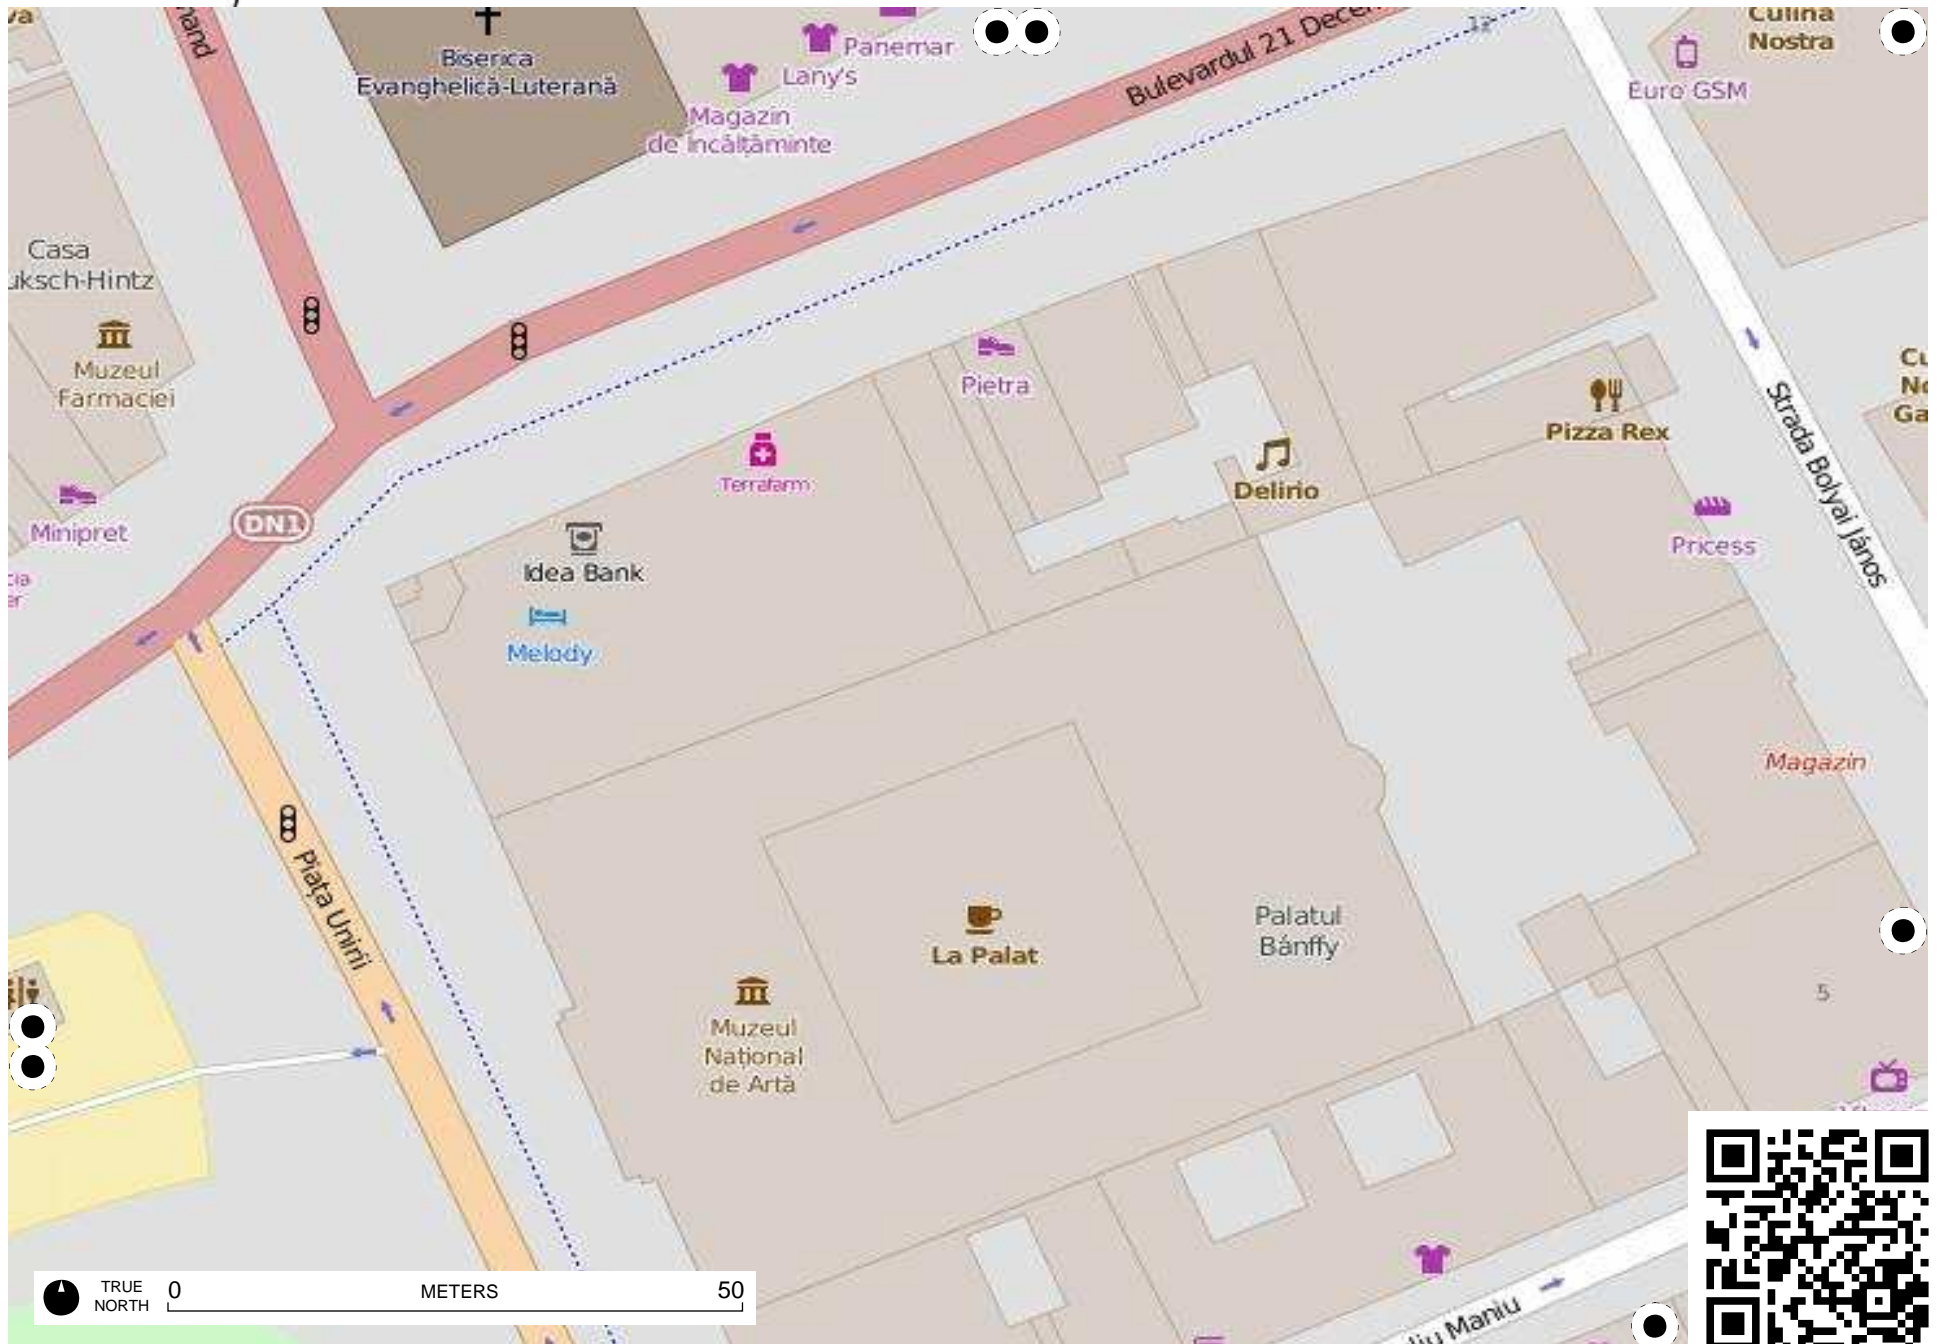 Biserica
Evanghelică-Luterană
Panemar
Lany's
Magazin
de încălțăminte
Bulevardul 21
12
Culina
Nostra
Euro GSM
Casa
Muzeul
Farmaciei
Minipret
DN1
Terrafarm
Pietra
Idea Bank
Melody
Delirio
Pizza Rex
Pricess
Strada Bolyai János
Magazin
Piața Unirii
La Palat
Palatul
Bánffy
Muzeul
Național
de Artă
5
Maniu
TRUE
NORTH
0 METERS 50